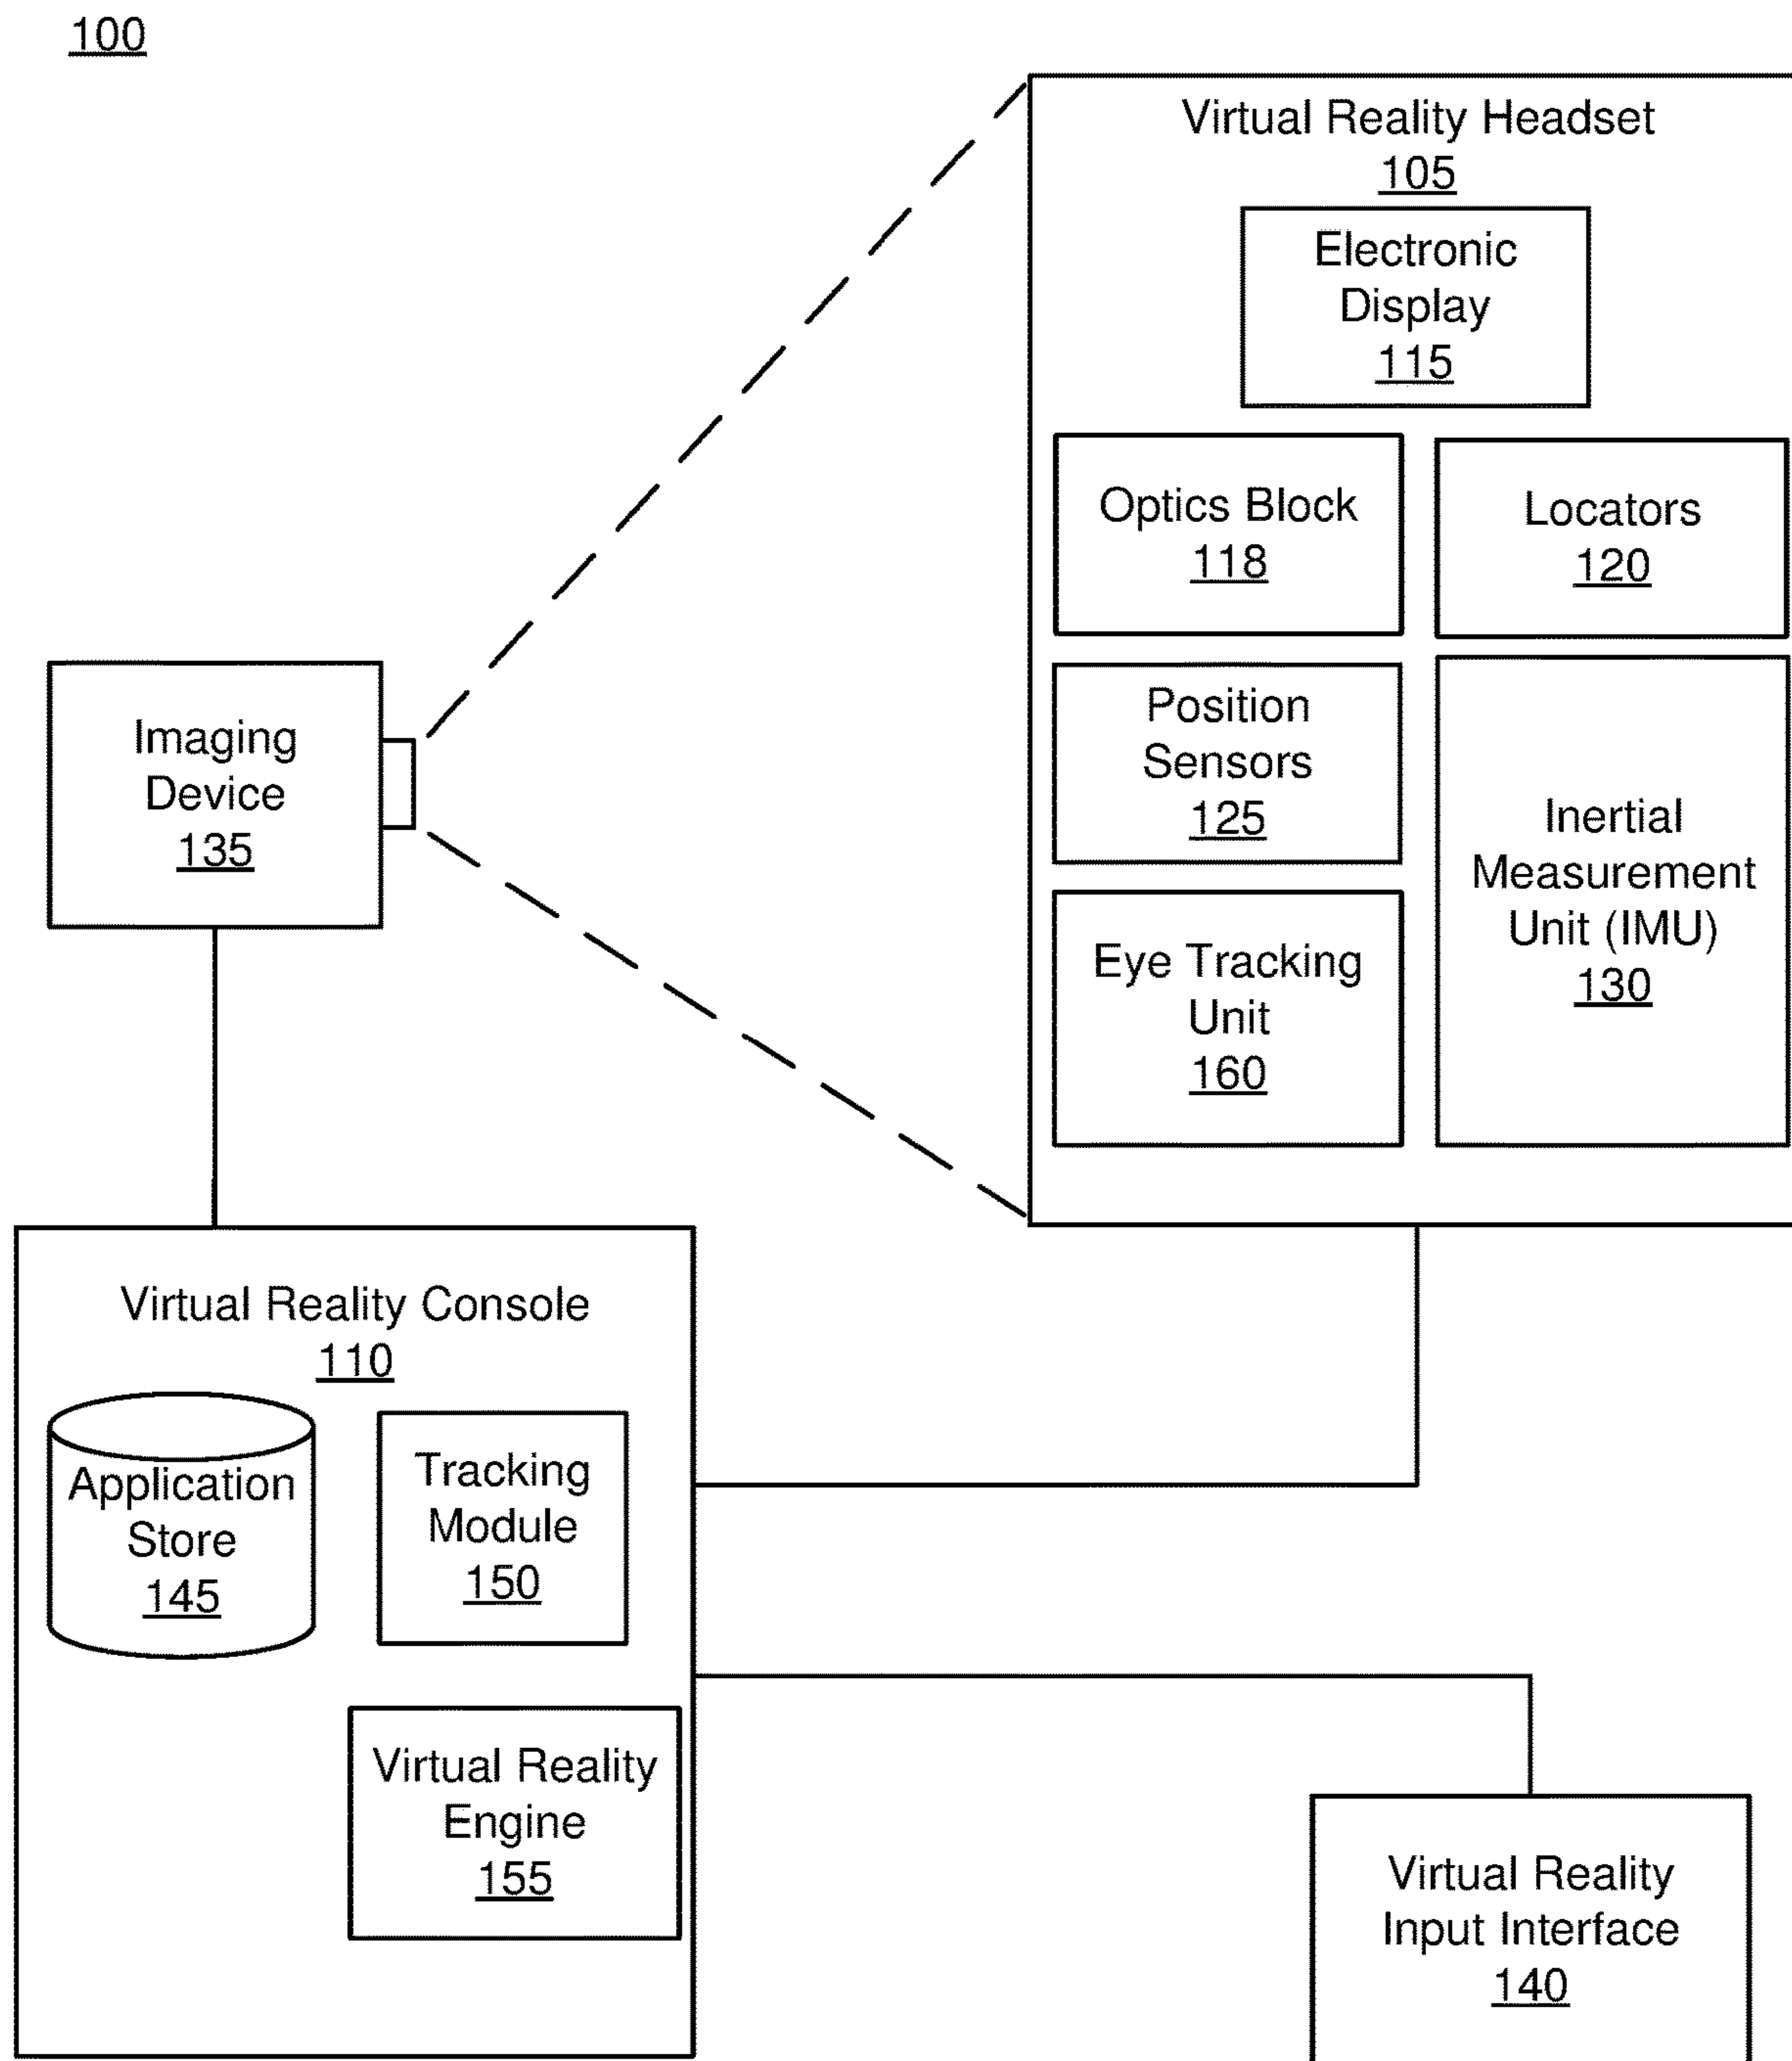 100
Virtual Reality Headset
105
Electronic
Display
115
Optics Block
118
Locators
120
Position
Sensors
125
Inertial
Measurement
Unit (IMU)
130
Eye Tracking
Unit
160
Imaging
Device
135
Virtual Reality Console
110
Application
Store
145
Tracking
Module
150
Virtual Reality
Engine
155
Virtual Reality
Input Interface
140